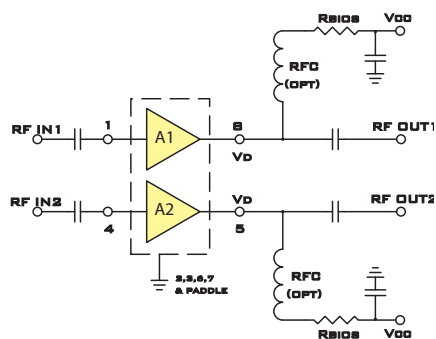 RBIAS
VCC
RFC
(OPT)
RF IN1
1
A1
8
VD
RF OUT1
RF IN2
4
A2
VD
5
RF OUT2
2,3,6,7
& PADDLE
RFC
(OPT)
RBIAS
VCC